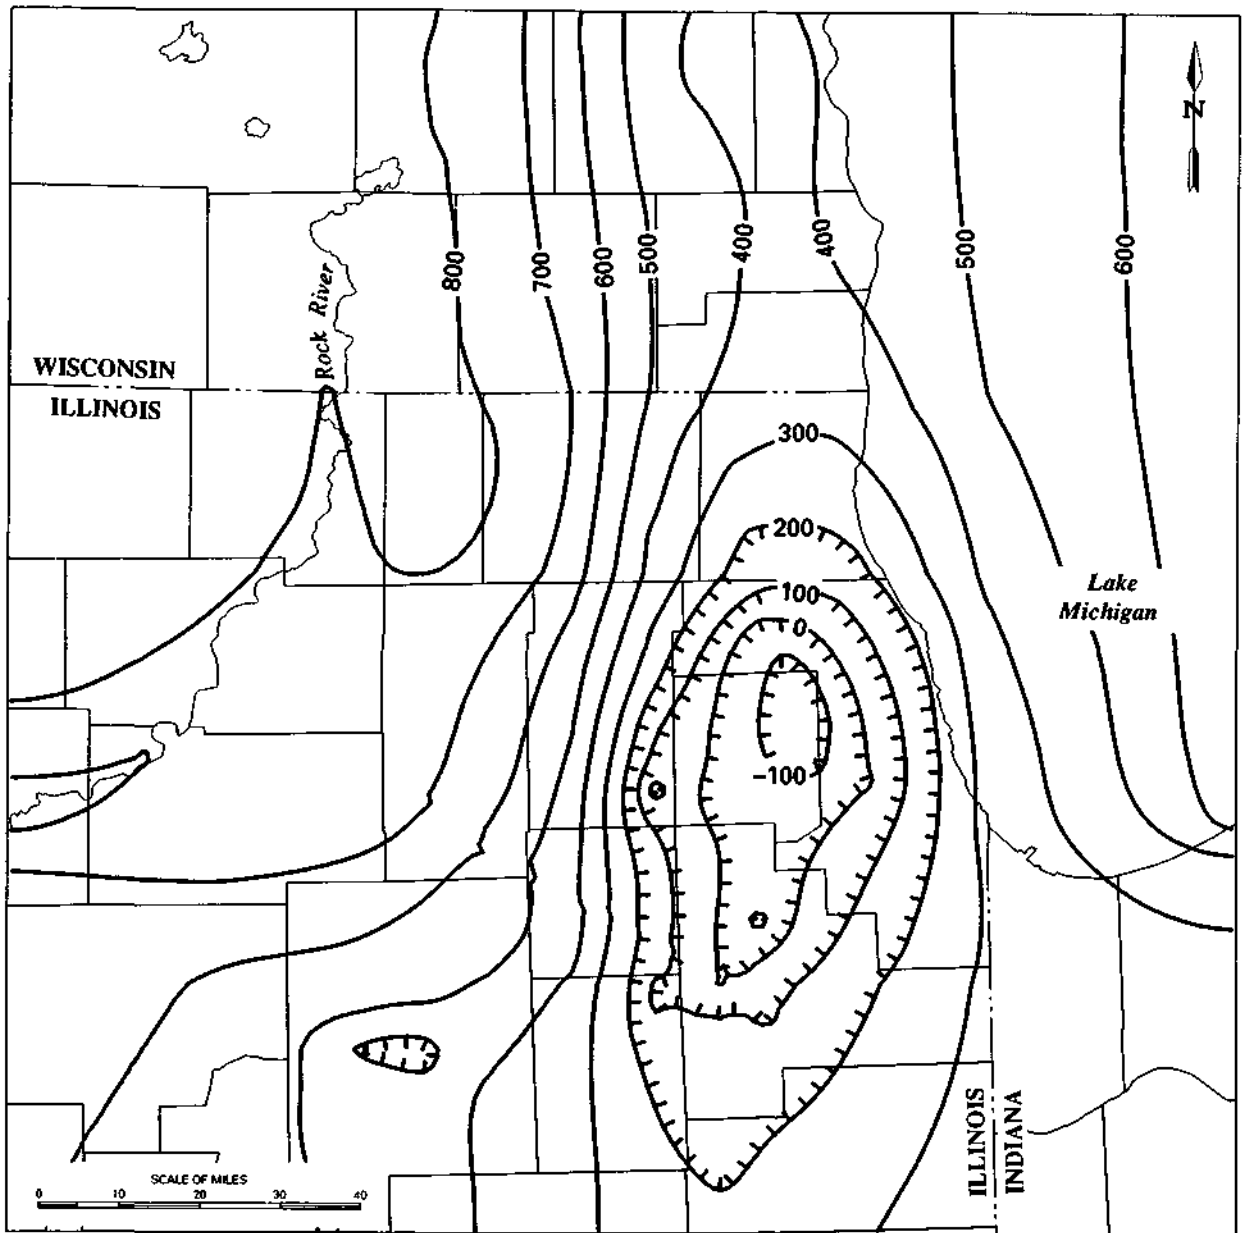 N
800
700
600
500
400
400
500
600
Rock River
WISCONSIN
ILLINOIS
300
200
100
0
-100
Lake
Michigan
ILLINOIS
INDIANA
SCALE OF MILES
0 10 20 30 40